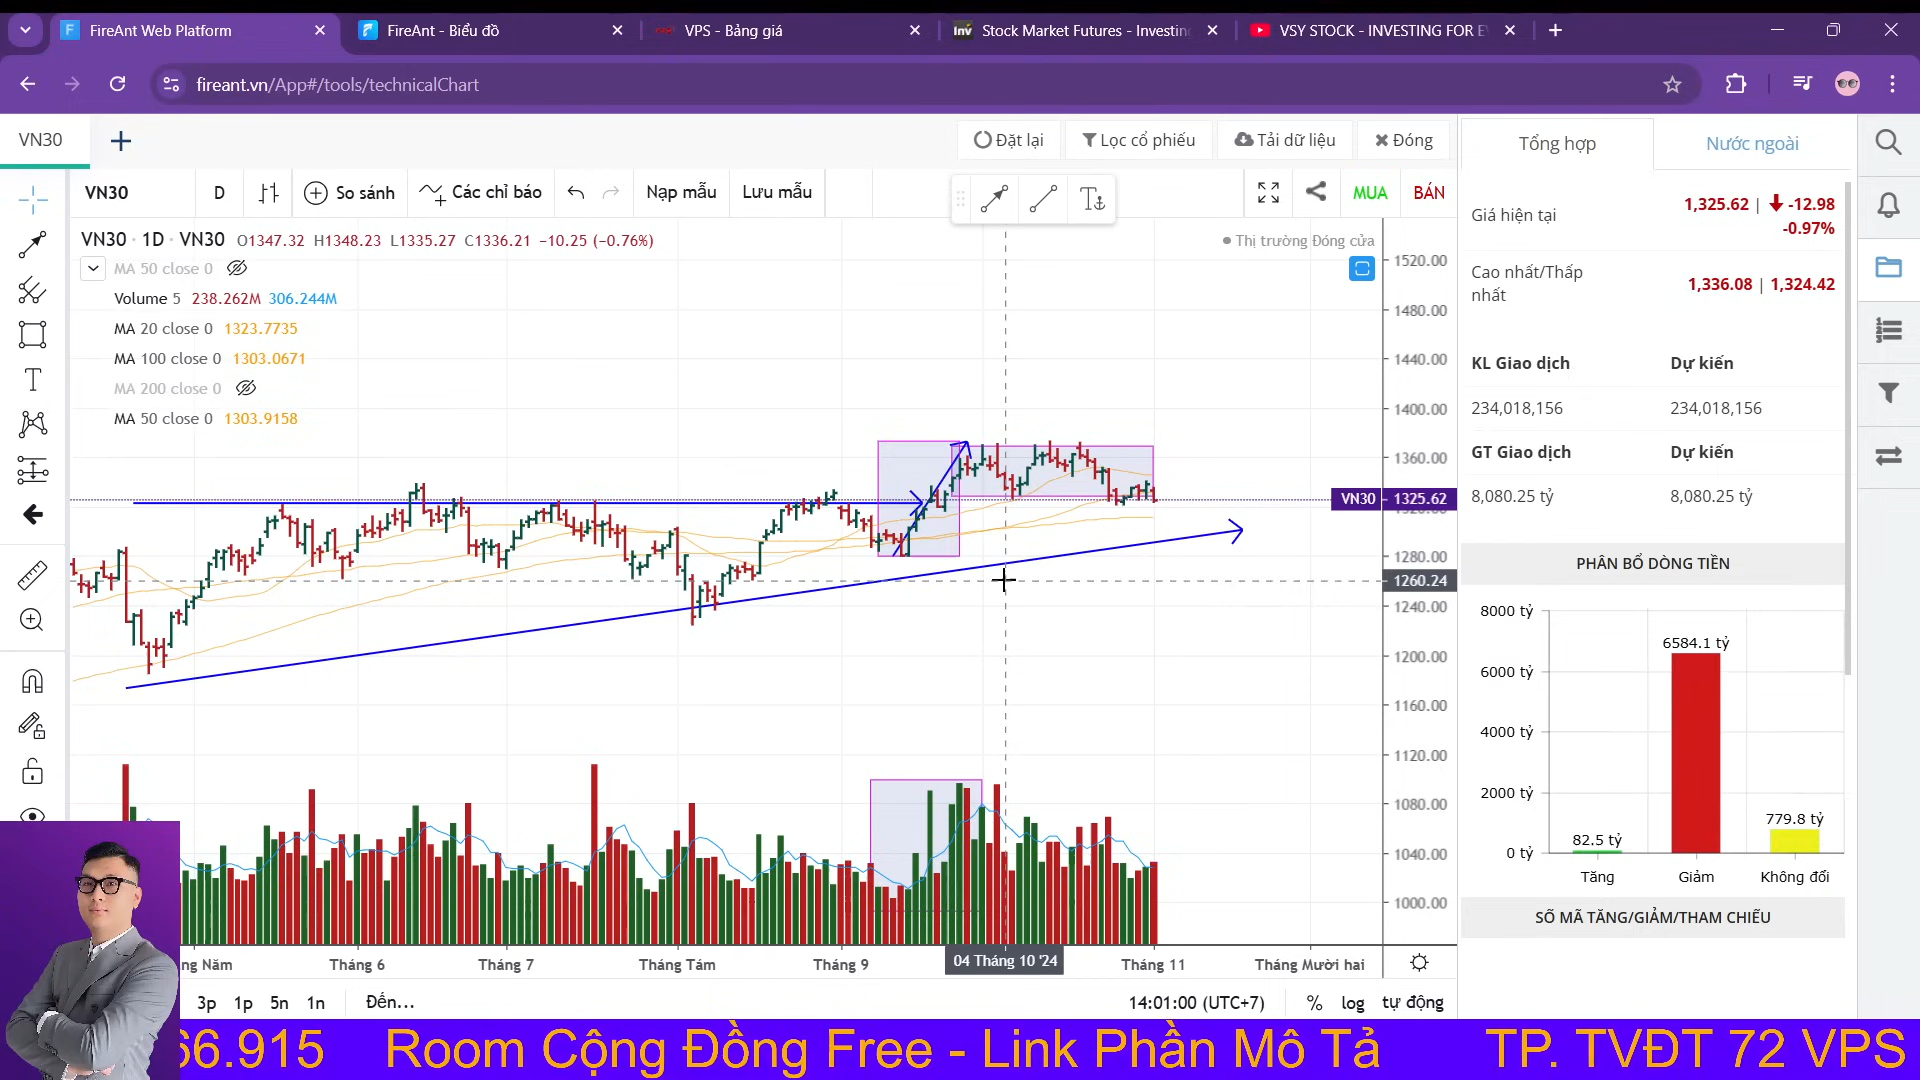 FireAnt Web Platform
FireAnt - Biểu đồ
VPS - Bảng giá
Stock Market Futures - Investin
VSY STOCK - INVESTING FOR E
fireant.vn/App#/tools/technicalChart
VN30
Đặt lại
Lọc cổ phiếu
Tải dữ liệu
Đóng
Tổng hợp
Nước ngoài
VN30
D
So sánh
Các chỉ báo
Nạp mẫu
Lưu mẫu
MUA
BÁN
VN30 · 1D · VN30 O1347.32 H1348.23 L1335.27 C1336.21 −10.25 (−0.76%)
Thị trường Đóng cửa
MA 50 close 0
Volume 5 238.262M 306.244M
MA 20 close 0 1323.7735
MA 100 close 0 1303.0671
MA 200 close 0
MA 50 close 0 1303.9158
1520.00
1480.00
1440.00
1400.00
1360.00
VN30 1325.62
1280.00
1260.24
1240.00
1200.00
1160.00
1120.00
1080.00
1040.00
1000.00
Tháng 6
Tháng 7
Tháng Tám
Tháng 9
04 Tháng 10 '24
Tháng 11
Tháng Mười hai
ng Năm
3p 1p 5n 1n
Đến...
14:01:00 (UTC+7)
% log tự động
Giá hiện tại
1,325.62 | -12.98
-0.97%
Cao nhất/Thấp nhất
1,336.08 | 1,324.42
KL Giao dịch Dự kiến
234,018,156 234,018,156
GT Giao dịch Dự kiến
8,080.25 tỷ 8,080.25 tỷ
PHÂN BỔ DÒNG TIỀN
8000 tỷ
6000 tỷ
4000 tỷ
2000 tỷ
0 tỷ
82.5 tỷ
6584.1 tỷ
779.8 tỷ
Tăng
Giảm
Không đổi
SỐ MÃ TĂNG/GIẢM/THAM CHIẾU
66.915 Room Cộng Đồng Free - Link Phần Mô Tả TP. TVĐT 72 VPS